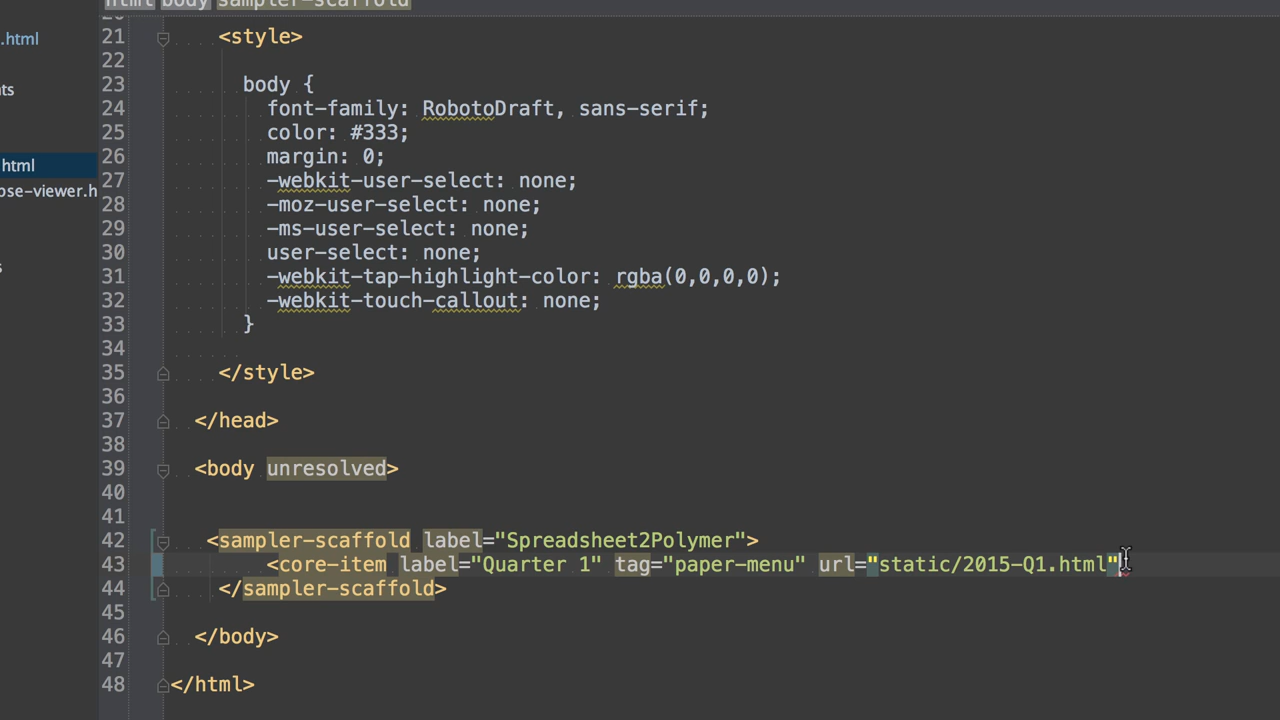 html body sampler-scaffold
.html
21 <style>
22
ts
23 body {
24 font-family: RobotoDraft, sans-serif;
25 color: #333;
html
26 margin: 0;
27 -webkit-user-select: none;
ose-viewer.h
28 -moz-user-select: none;
29 -ms-user-select: none;
30 user-select: none;
s
31 -webkit-tap-highlight-color: rgba(0,0,0,0);
32 -webkit-touch-callout: none;
33 }
34
35 </style>
36
37 </head>
38
39 <body unresolved>
40
41
42 <sampler-scaffold label="Spreadsheet2Polymer">
43 <core-item label="Quarter 1" tag="paper-menu" url="static/2015-Q1.html"
44 </sampler-scaffold>
45
46 </body>
47
48 </html>